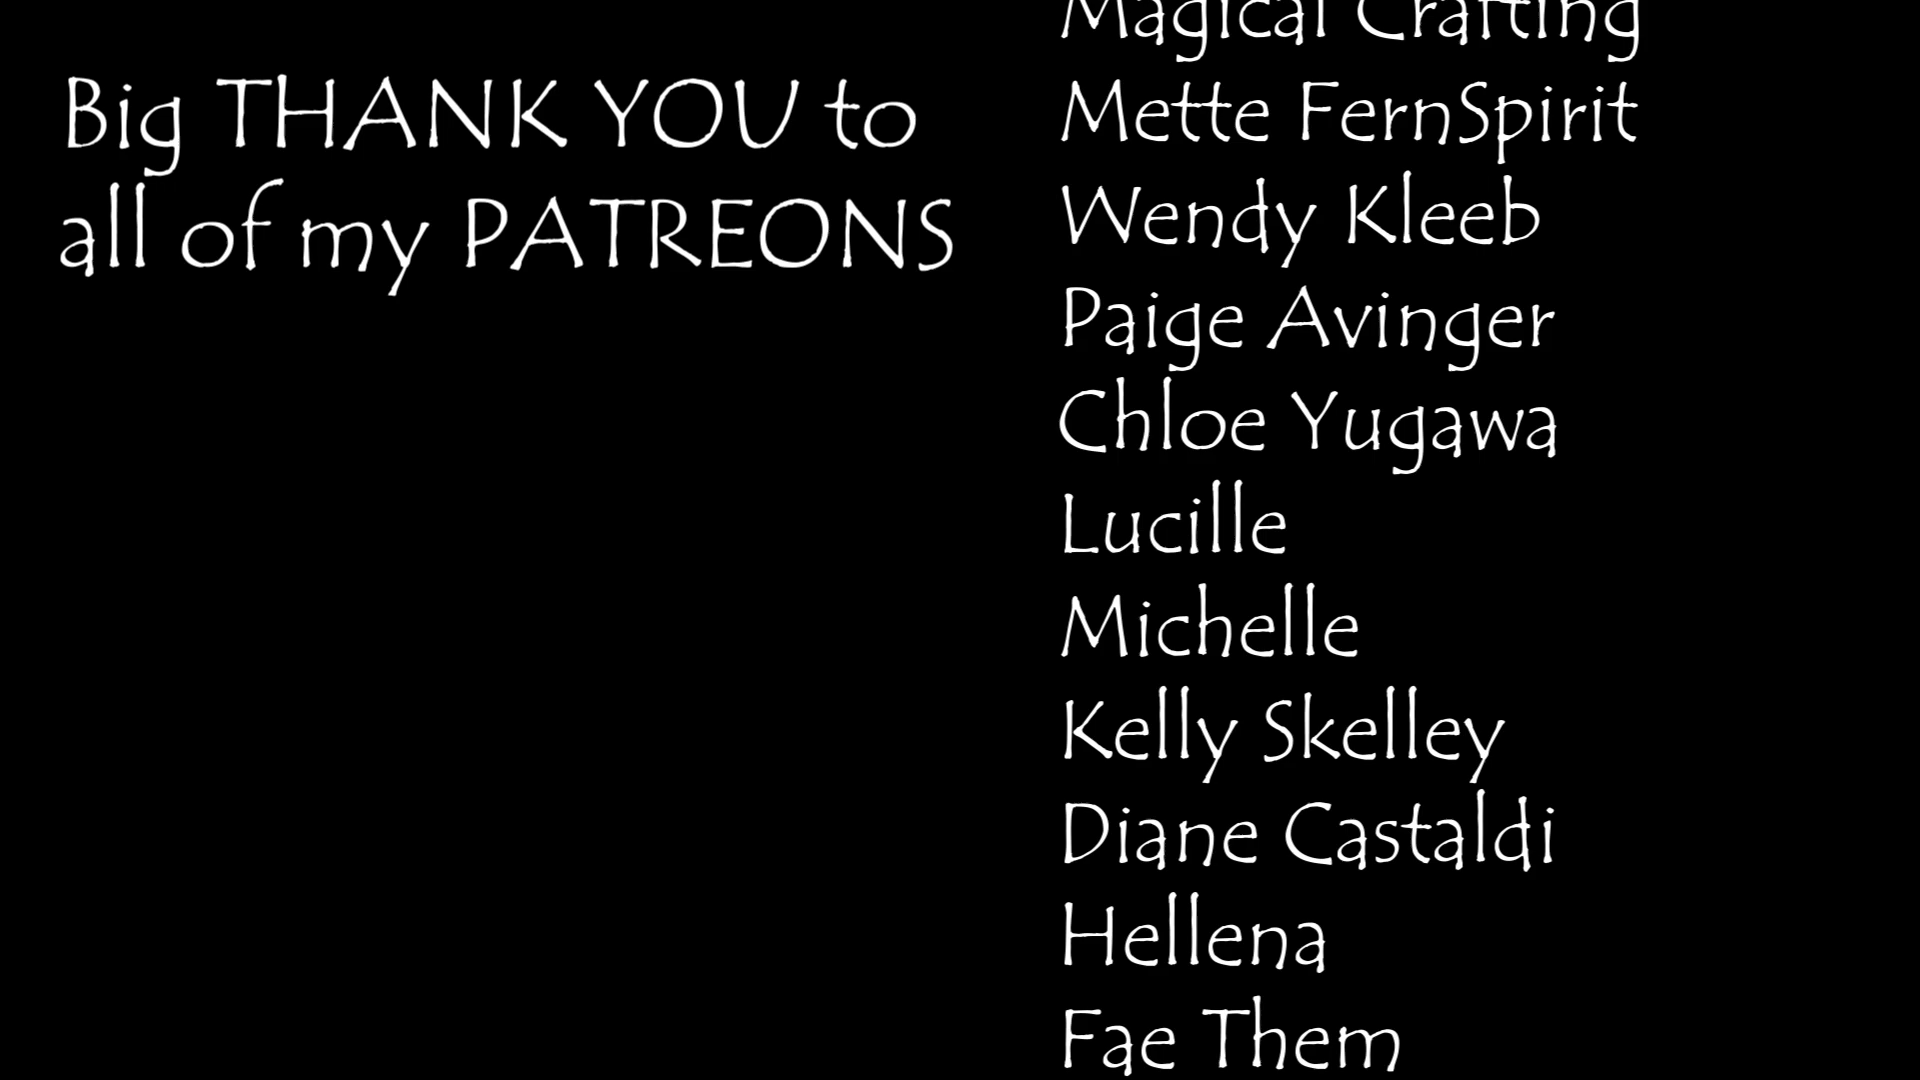 Big THANK YOU to
all of my PATREONS
Magical Crafting
Mette FernSpirit
Wendy Kleeb
Paige Avinger
Chloe Yugawa
Lucille
Michelle
Kelly Skelley
Diane Castaldi
Hellena
Fae Them